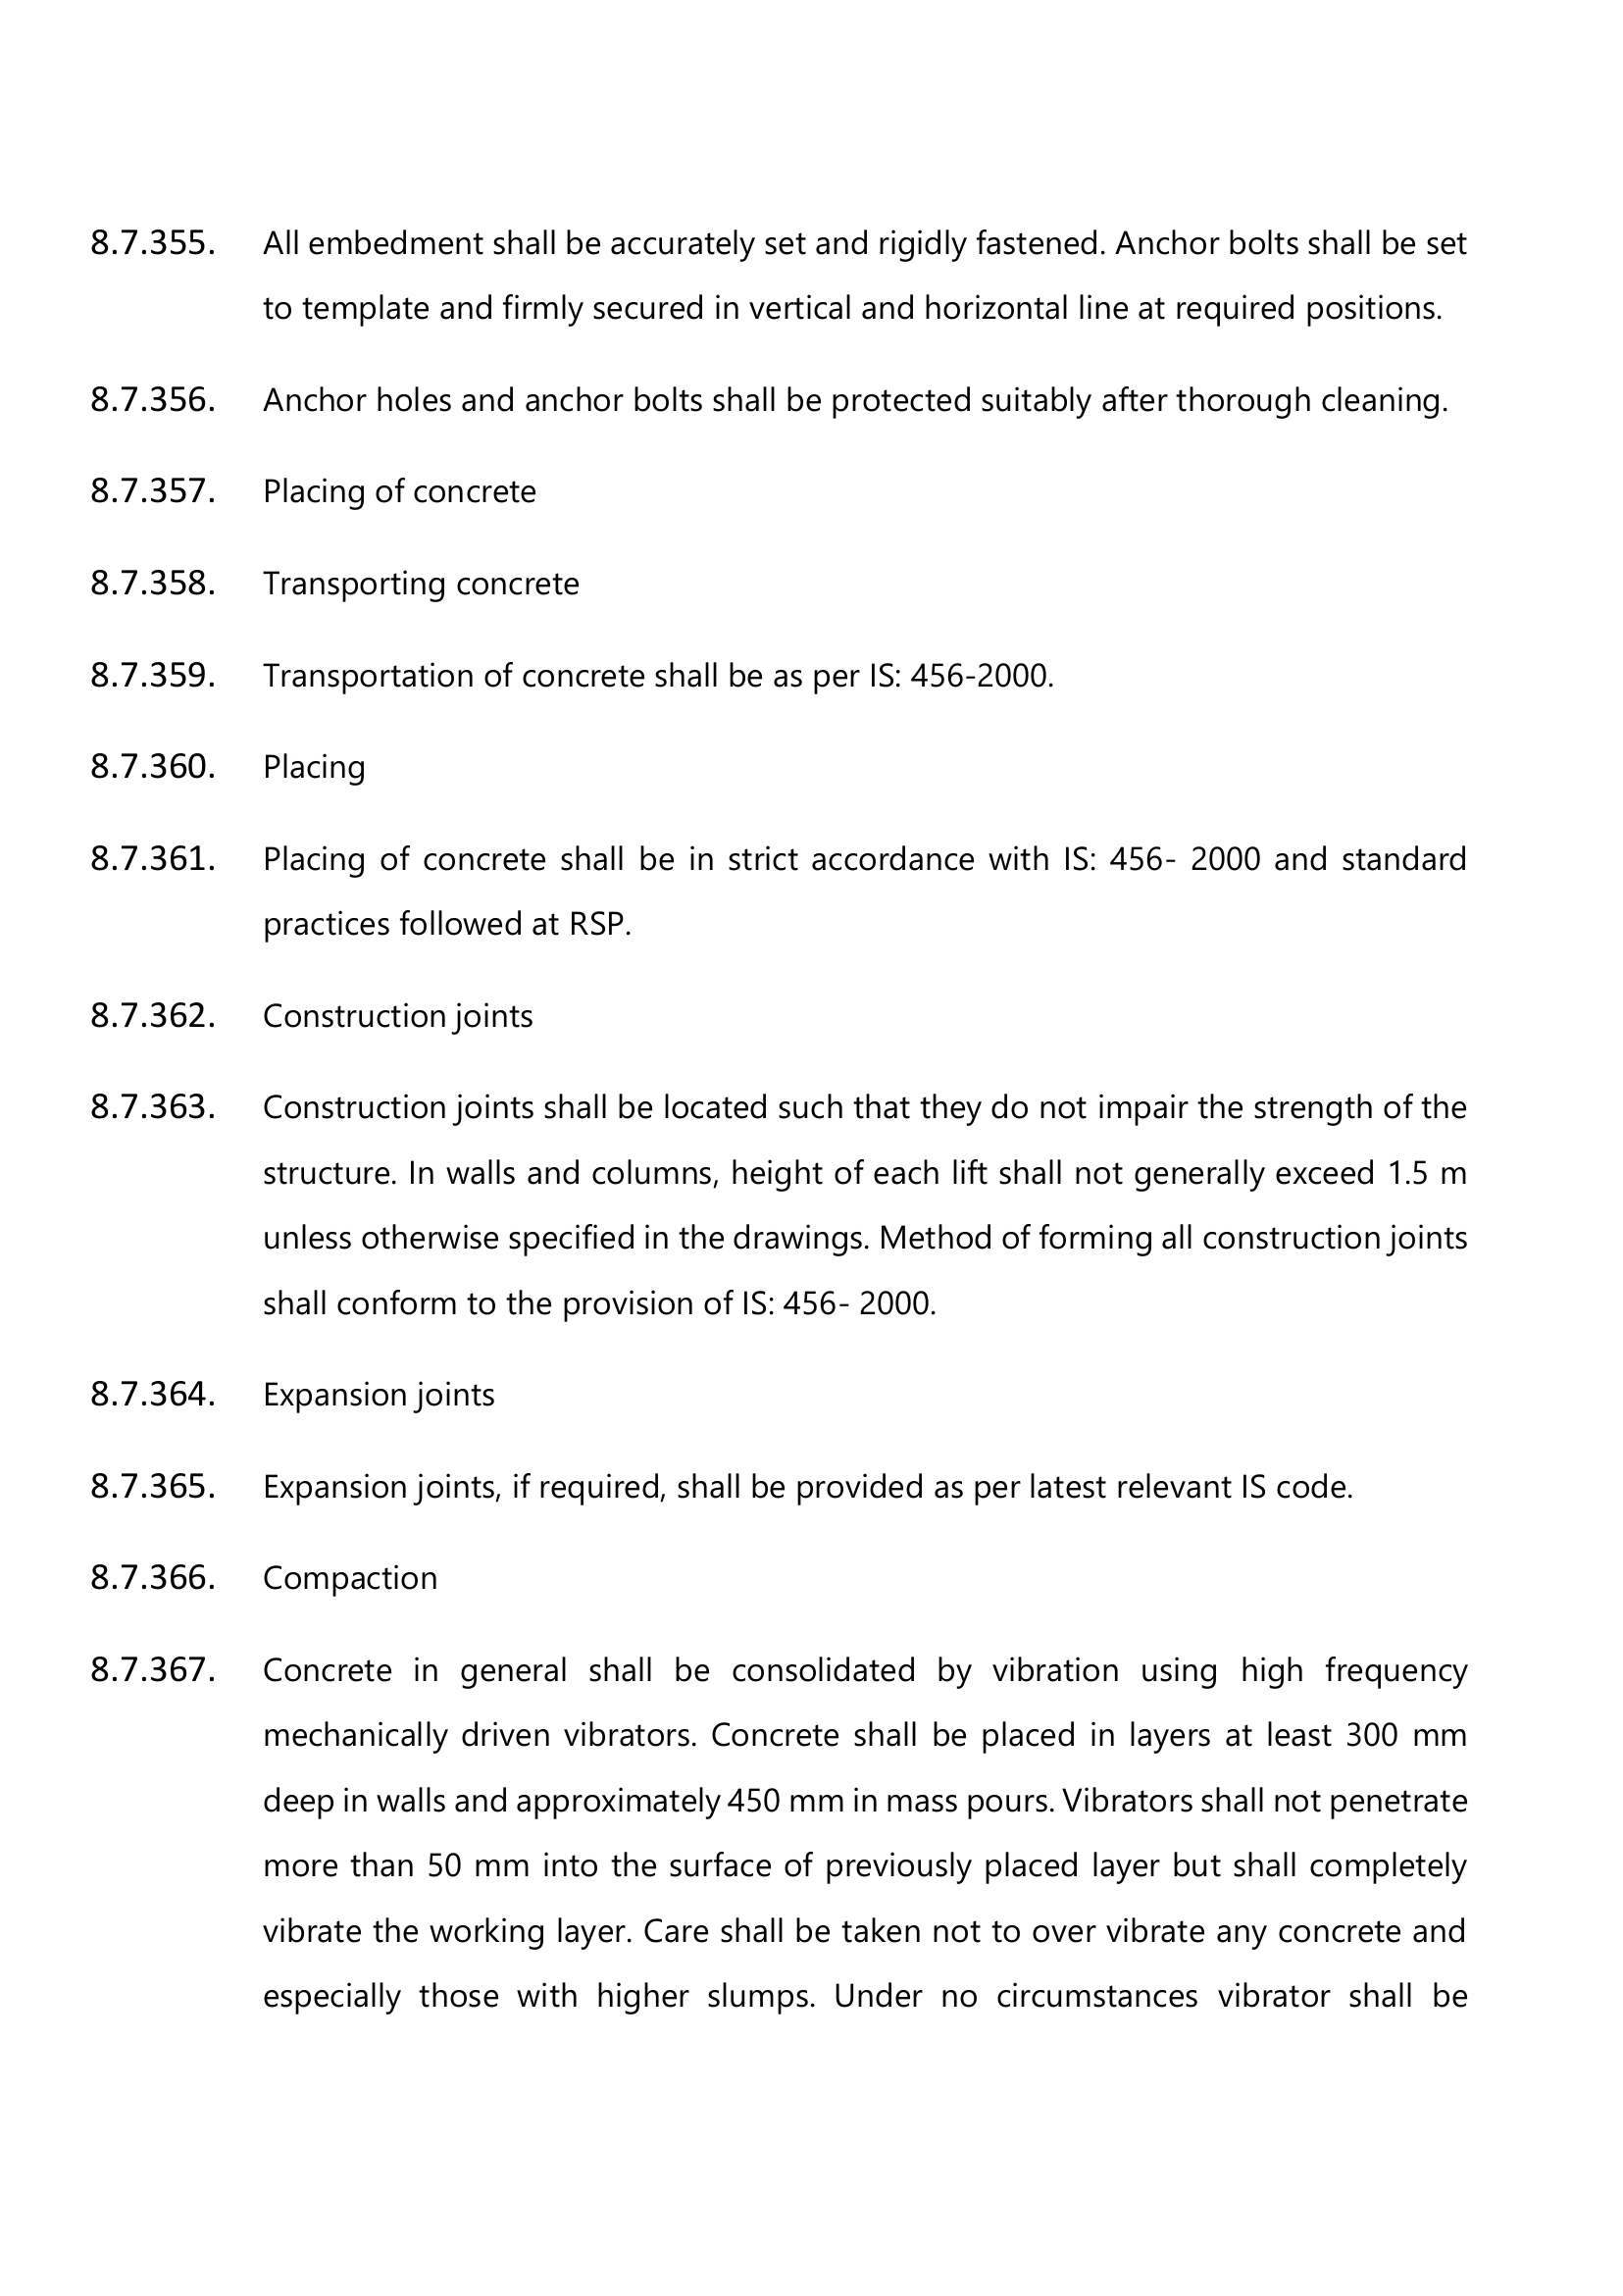 8.7.355. All embedment shall be accurately set and rigidly fastened. Anchor bolts shall be set
to template and firmly secured in vertical and horizontal line at required positions.
8.7.356. Anchor holes and anchor bolts shall be protected suitably after thorough cleaning.
8.7.357. Placing of concrete
8.7.358. Transporting concrete
8.7.359. Transportation of concrete shall be as per IS: 456-2000.
8.7.360. Placing
8.7.361. Placing of concrete shall be in strict accordance with IS: 456- 2000 and standard
practices followed at RSP.
8.7.362. Construction joints
8.7.363. Construction joints shall be located such that they do not impair the strength of the
structure. In walls and columns, height of each lift shall not generally exceed 1.5 m
unless otherwise specified in the drawings. Method of forming all construction joints
shall conform to the provision of IS: 456- 2000.
8.7.364. Expansion joints
8.7.365. Expansion joints, if required, shall be provided as per latest relevant IS code.
8.7.366. Compaction
8.7.367. Concrete in general shall be consolidated by vibration using high frequency
mechanically driven vibrators. Concrete shall be placed in layers at least 300 mm
deep in walls and approximately 450 mm in mass pours. Vibrators shall not penetrate
more than 50 mm into the surface of previously placed layer but shall completely
vibrate the working layer. Care shall be taken not to over vibrate any concrete and
especially those with higher slumps. Under no circumstances vibrator shall be